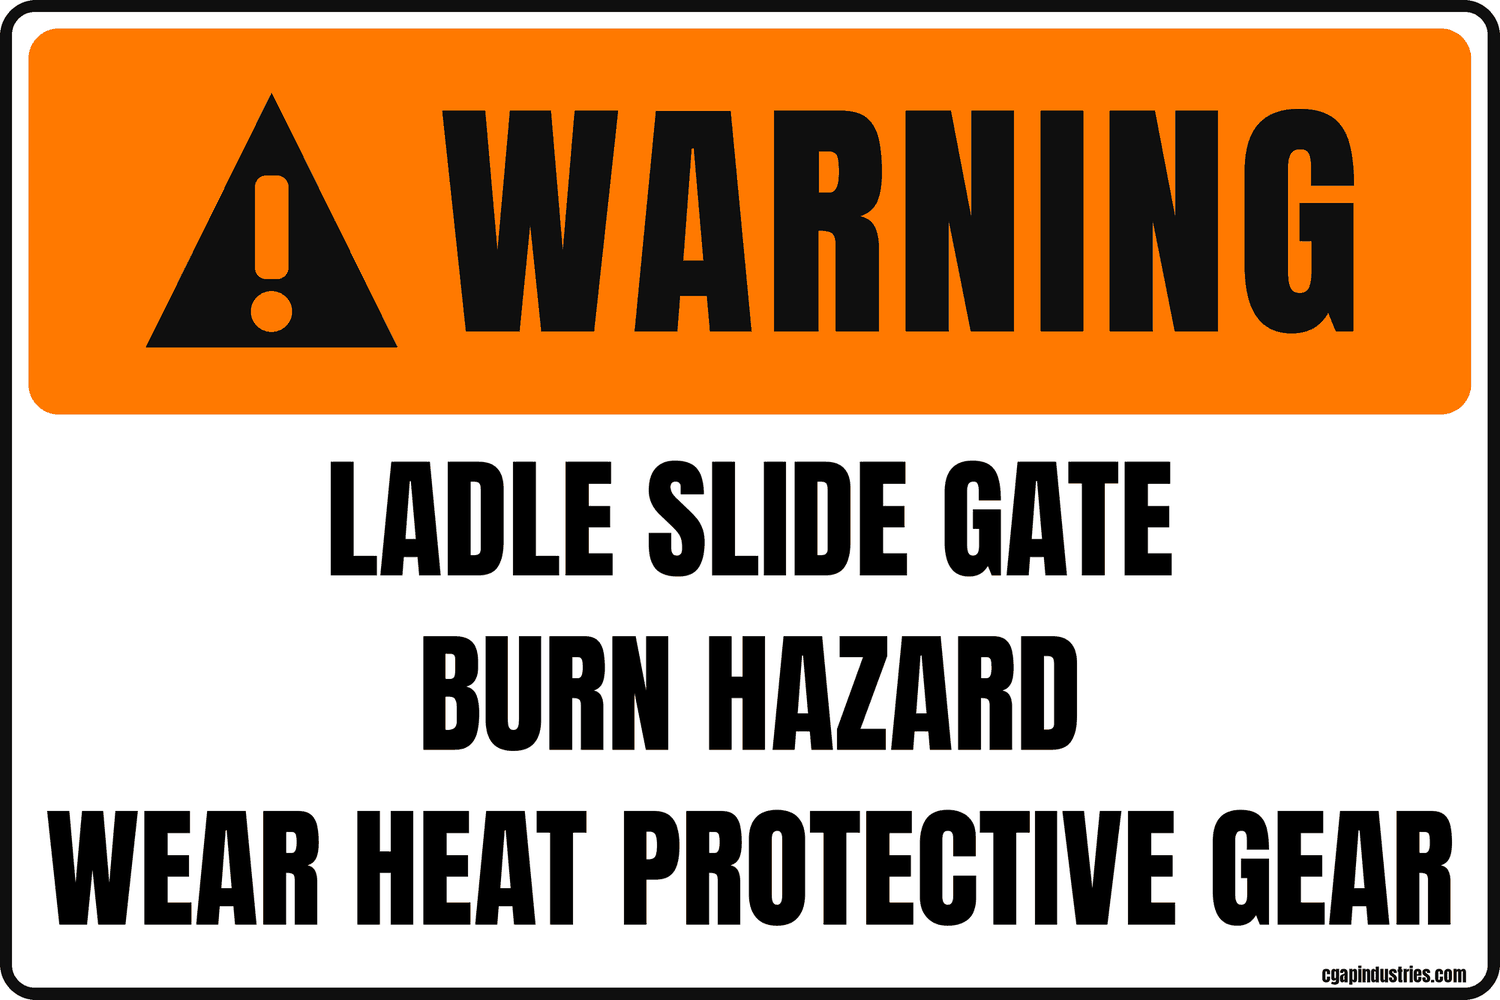 WARNING
LADLE SLIDE GATE
BURN HAZARD
WEAR HEAT PROTECTIVE GEAR
cgapindustries.com